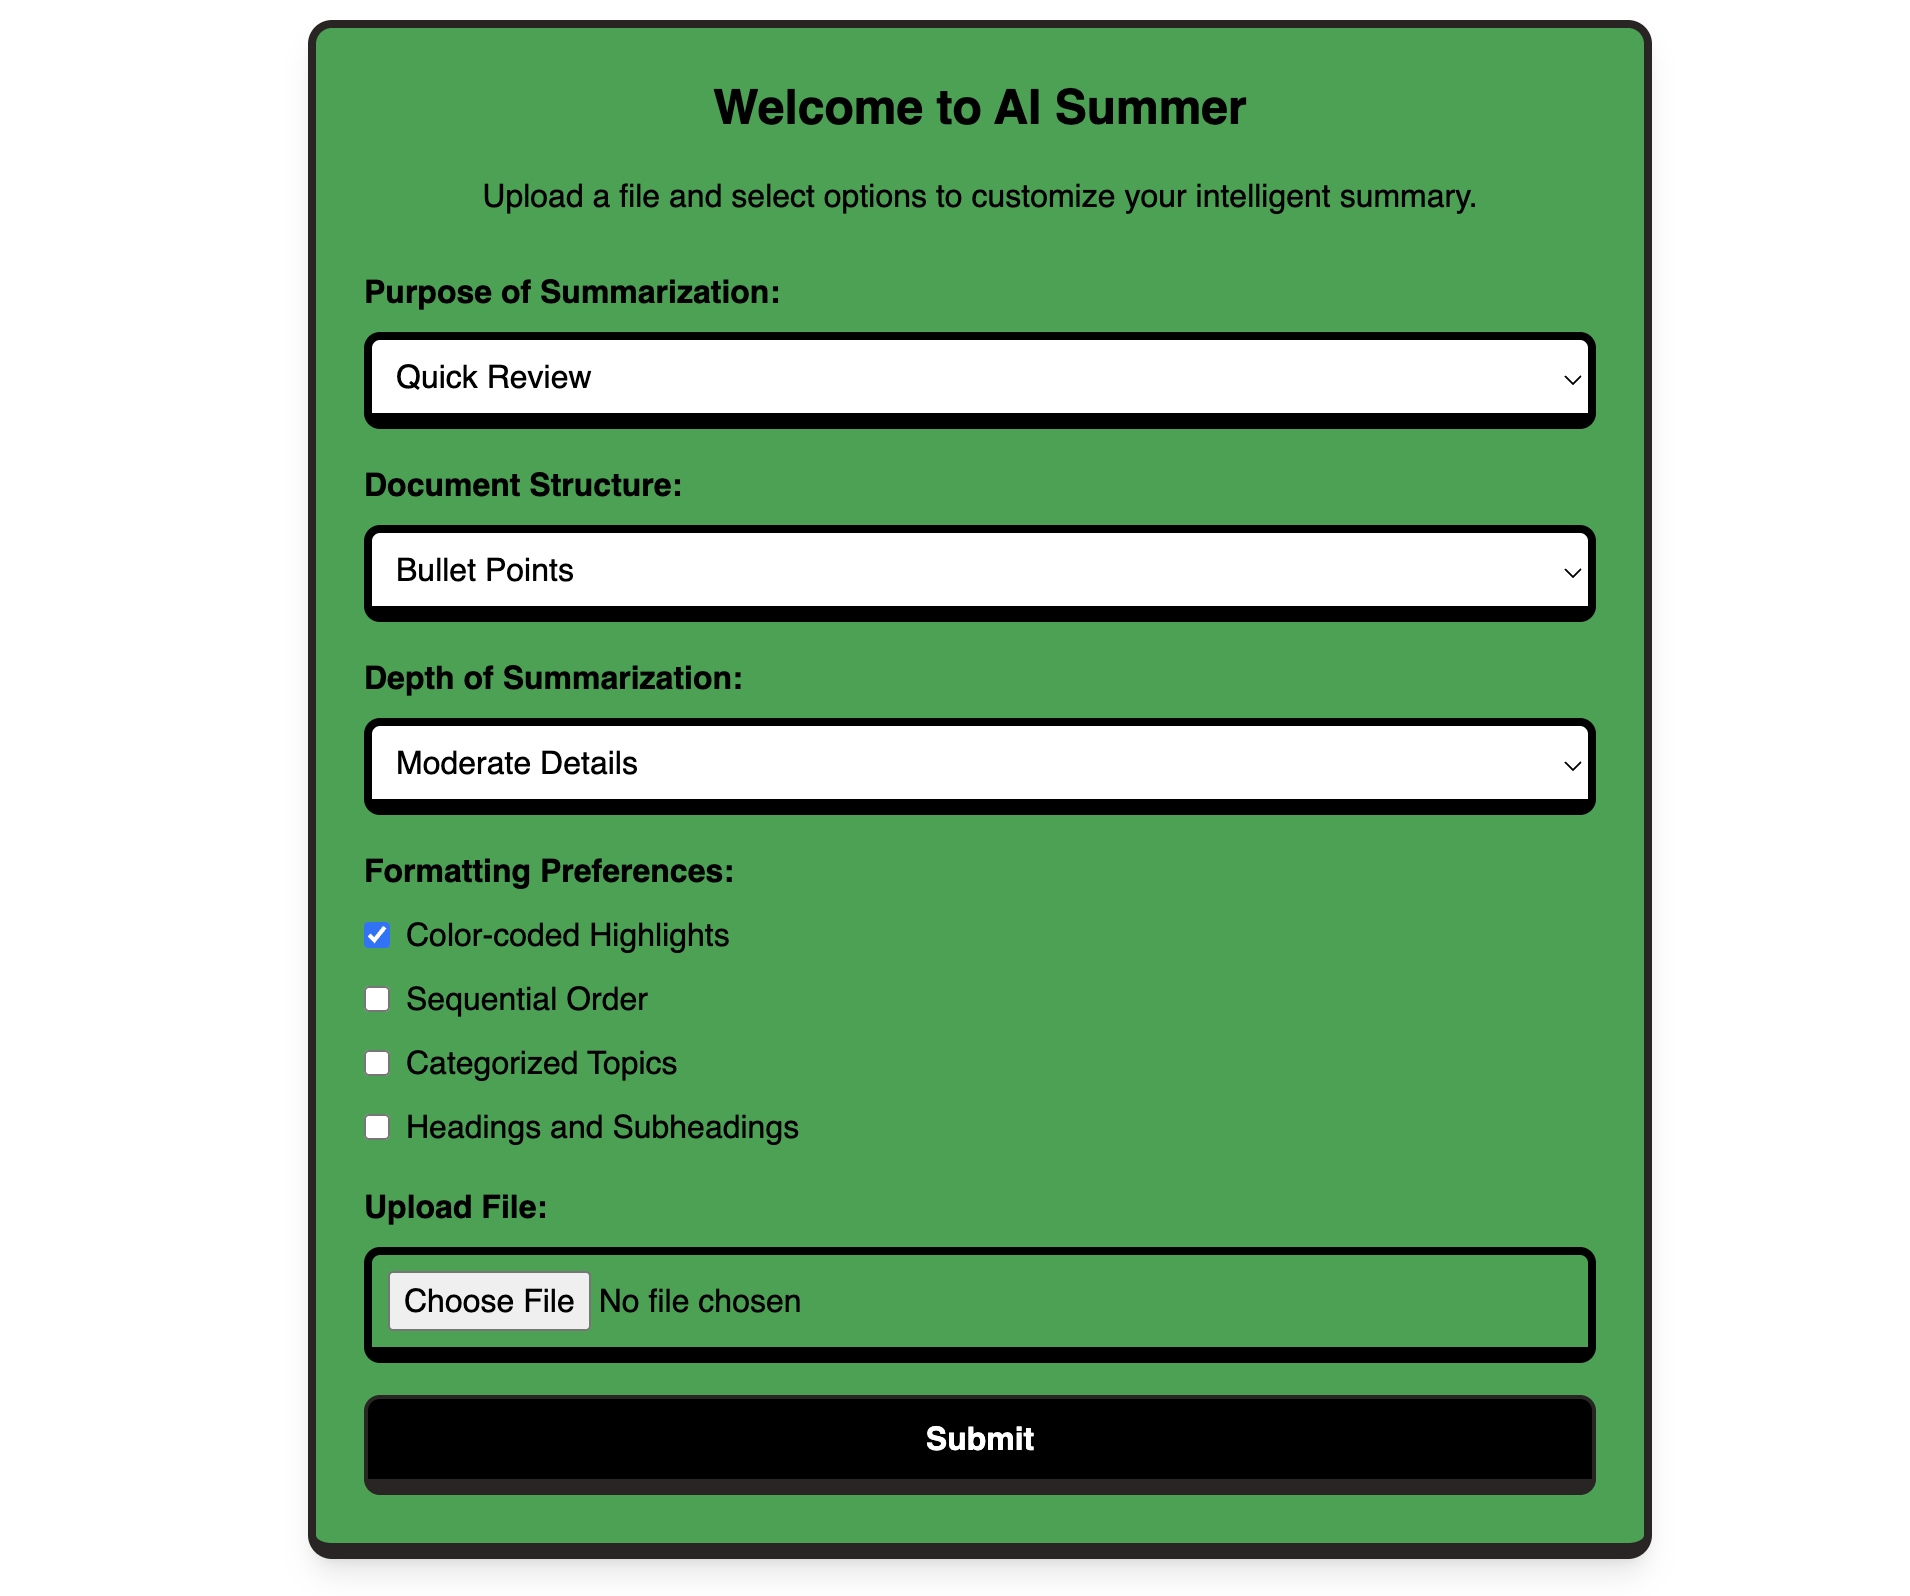 Welcome to AI Summer
Upload a file and select options to customize your intelligent summary.
Purpose of Summarization:
Quick Review
Document Structure:
Bullet Points
Depth of Summarization:
Moderate Details
Formatting Preferences:
Color-coded Highlights
Sequential Order
Categorized Topics
Headings and Subheadings
Upload File:
Choose File No file chosen
Submit